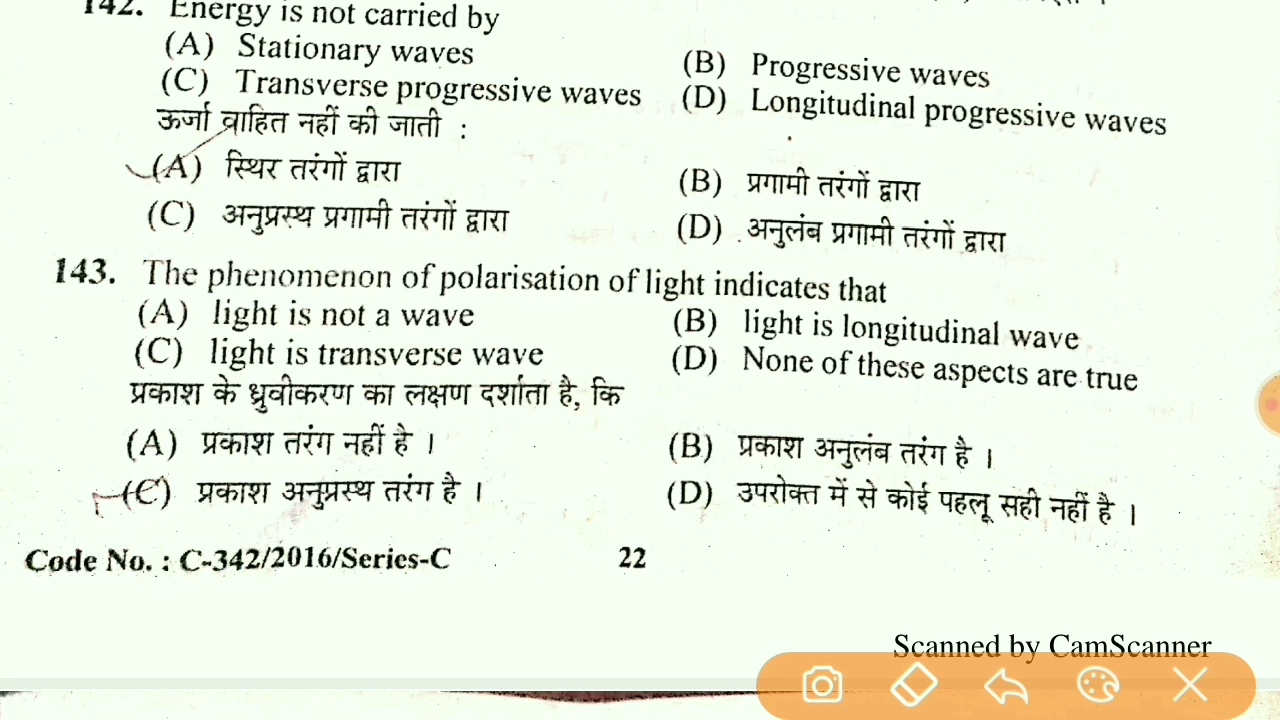 142. Energy is not carried by
(A) Stationary waves (B) Progressive waves
(C) Transverse progressive waves (D) Longitudinal progressive waves
ऊर्जा वाहित नहीं की जाती :
(A) स्थिर तरंगों द्वारा (B) प्रगामी तरंगों द्वारा
(C) अनुप्रस्थ प्रगामी तरंगों द्वारा (D) अनुलंब प्रगामी तरंगों द्वारा
143. The phenomenon of polarisation of light indicates that
(A) light is not a wave (B) light is longitudinal wave
(C) light is transverse wave (D) None of these aspects are true
प्रकाश के ध्रुवीकरण का लक्षण दर्शाता है, कि
(A) प्रकाश तरंग नहीं है । (B) प्रकाश अनुलंब तरंग है ।
(C) प्रकाश अनुप्रस्थ तरंग है । (D) उपरोक्त में से कोई पहलू सही नहीं है ।
Code No. : C-342/2016/Series-C 22
Scanned by CamScanner